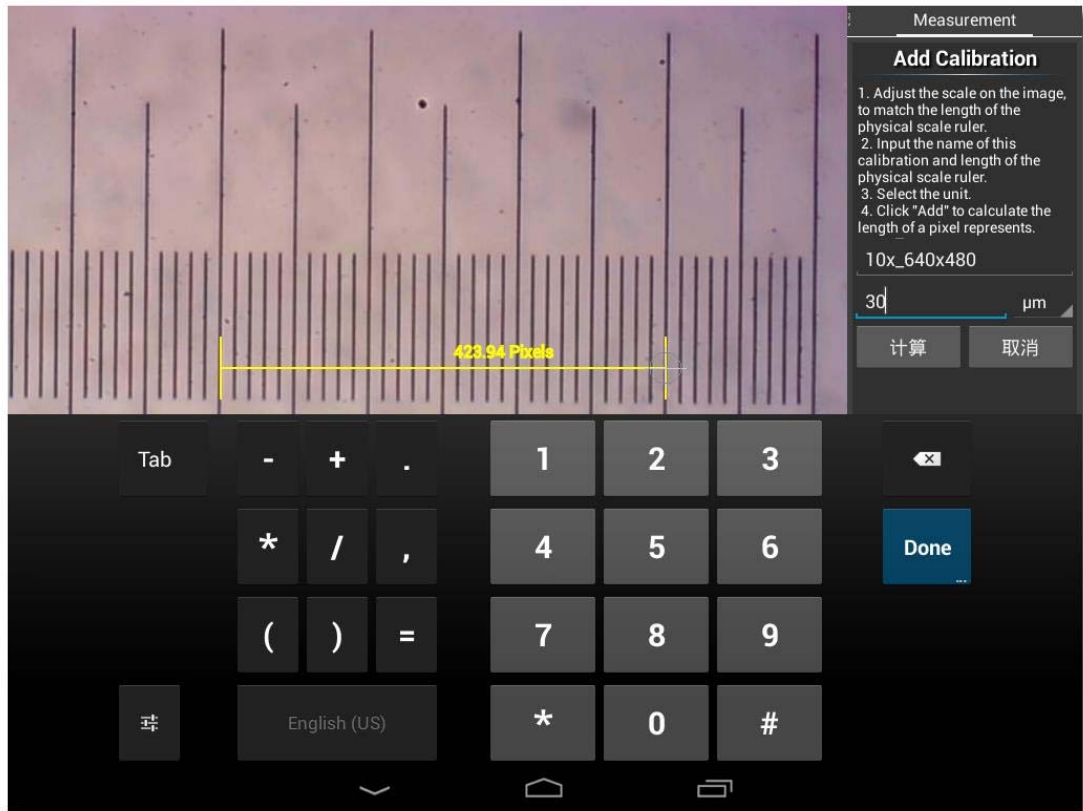 Measurement
Add Calibration
1. Adjust the scale on the image,
to match the length of the
physical scale ruler.
2. Input the name of this
calibration and length of the
physical scale ruler.
3. Select the unit.
4. Click "Add" to calculate the
length of a pixel represents.
10x_640x480
30 µm
计算 取消
423.94 Pixels
Tab - + . 1 2 3
* / , 4 5 6 Done
...
( ) = 7 8 9
English (US) * 0 #